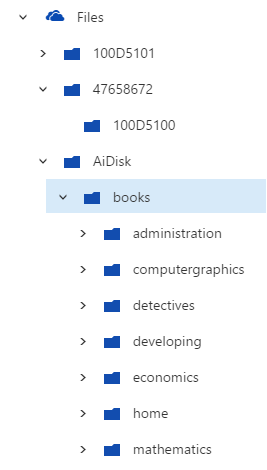 Files
100D5101
47658672
100D5100
AiDisk
books
administration
computergraphics
detectives
developing
economics
home
mathematics